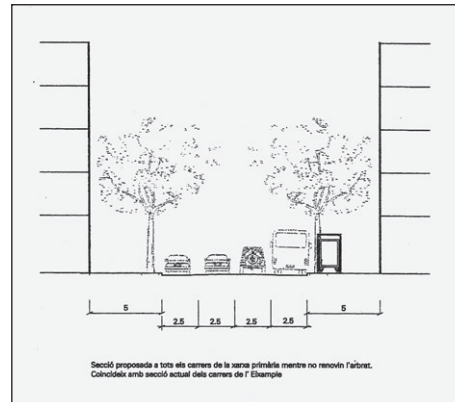 5 2.5 2.5 2.5 2.5 5
Secció proposada a tots els carrers de la xarxa primària mentre no renovin l'arbrat.
Coincideix amb secció actual dels carrers de l' Eixample